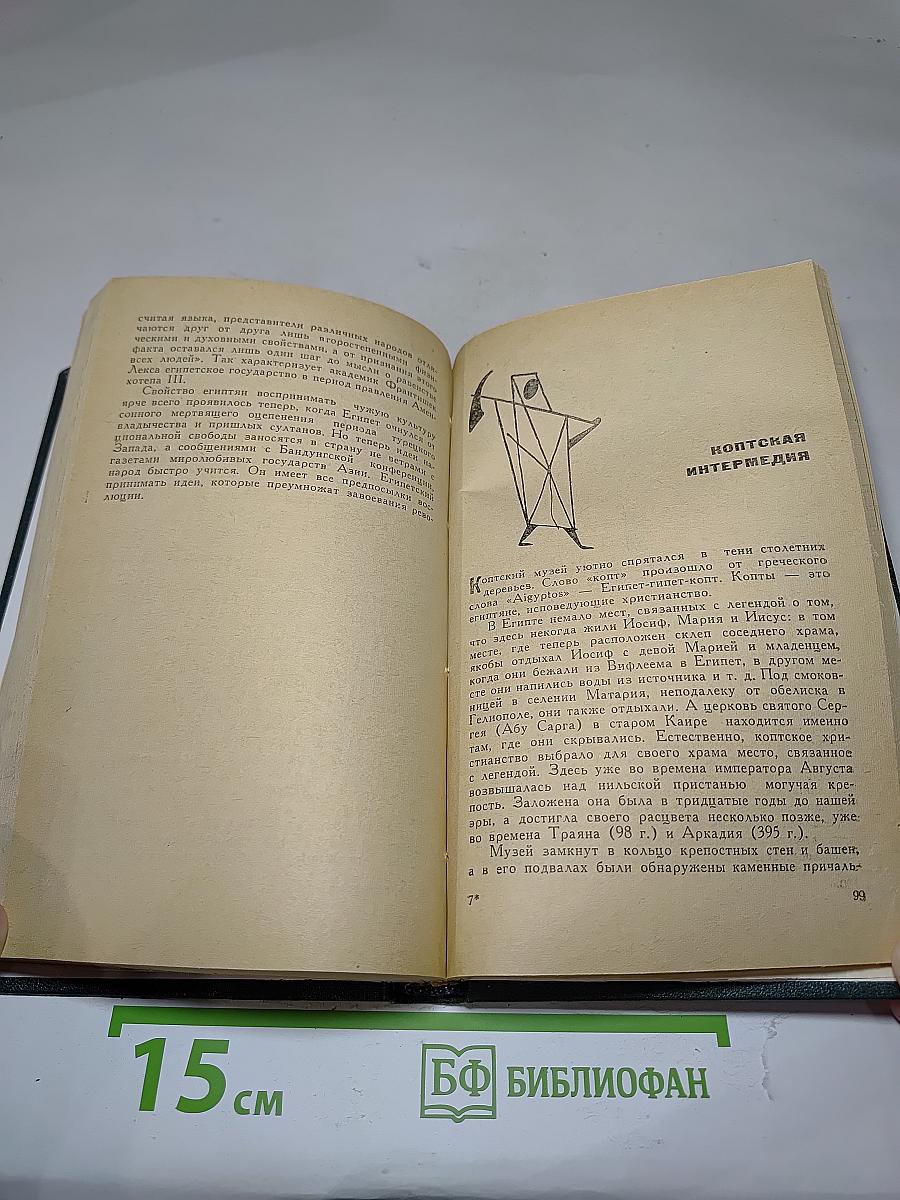 считая языка, представители различных народов отли-
чаются друг от друга лишь второстепенными физи-
ческими и духовными свойствами, а от признания этого
факта оставался лишь один шаг до мысли о равенстве
всех людей». Так характеризует академик Франтишек
Лекса египетское государство в период правления Амен-
хотепа III.
Свойство египтян воспринимать чужую культуру
ярче всего проявилось теперь, когда Египет очнулся от
сонного мертвящего оцепенения периода турецкого
владычества и пришлых султанов. Но теперь идеи на-
циональной свободы заносятся в страну не ветрами с
Запада, а сообщениями с Бандунгской конференции,
газетами миролюбивых государств Азии. Египетский
народ быстро учится. Он имеет все предпосылки вос-
принимать идеи, которые преумножат завоевания рево-
люции.
КОПТСКАЯ
ИНТЕРМЕДИЯ
Коптский музей уютно спрятался в тени столетних
деревьев. Слово «копт» произошло от греческого
слова «Aigyptos» — Египет-гипет-копт. Копты — это
египтяне, исповедующие христианство.
В Египте немало мест, связанных с легендой о том,
что здесь некогда жили Иосиф, Мария и Иисус: в том
месте, где теперь расположен склеп соседнего храма,
якобы отдыхал Иосиф с девой Марией и младенцем,
когда они бежали из Вифлеема в Египет, в другом ме-
сте они напились воды из источника и т. д. Под смоков-
ницей в селении Матария, неподалеку от обелиска в
Гелиополе, они также отдыхали. А церковь святого Сер-
гея (Абу Сарга) в старом Каире находится именно
там, где они скрывались. Естественно, коптское хри-
стианство выбрало для своего храма место, связанное
с легендой. Здесь уже во времена императора Августа
возвышалась над нильской пристанью могучая кре-
пость. Заложена она была в тридцатые годы до нашей
эры, а достигла своего расцвета несколько позже, уже
во времена Траяна (98 г.) и Аркадия (395 г.).
Музей замкнут в кольцо крепостных стен и башен,
а в его подвалах были обнаружены каменные причаль-
7*
99
15 см
БФ БИБЛИОФАН